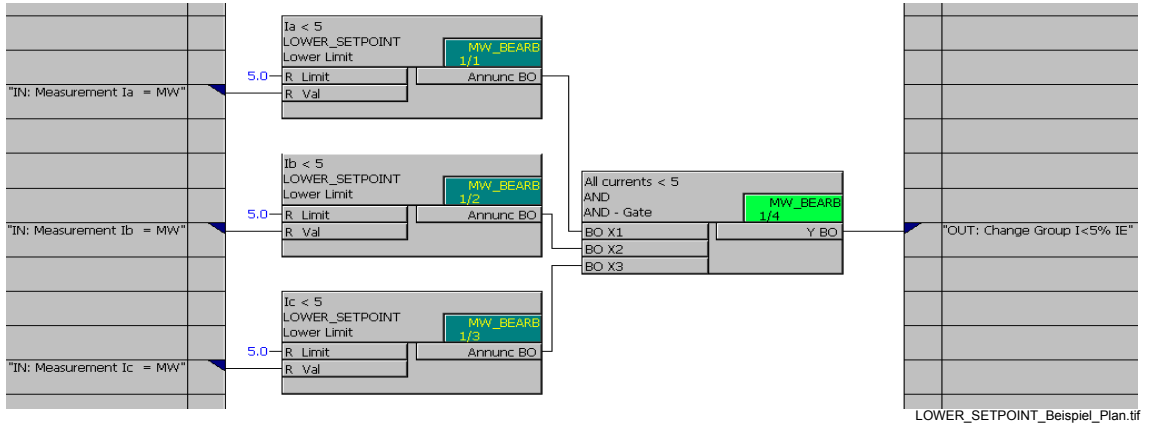 Ia < 5
LOWER_SETPOINT
Lower Limit
MW_BEARB
1/1
5.0
R Limit
Annunc BO
"IN: Measurement Ia = MW"
R Val
Ib < 5
LOWER_SETPOINT
Lower Limit
MW_BEARB
1/2
5.0
R Limit
Annunc BO
"IN: Measurement Ib = MW"
R Val
All currents < 5
AND
AND - Gate
MW_BEARB
1/4
BO X1
Y BO
BO X2
BO X3
"OUT: Change Group I<5% IE"
Ic < 5
LOWER_SETPOINT
Lower Limit
MW_BEARB
1/3
5.0
R Limit
Annunc BO
"IN: Measurement Ic = MW"
R Val
LOWER_SETPOINT_Beispiel_Plan.tif